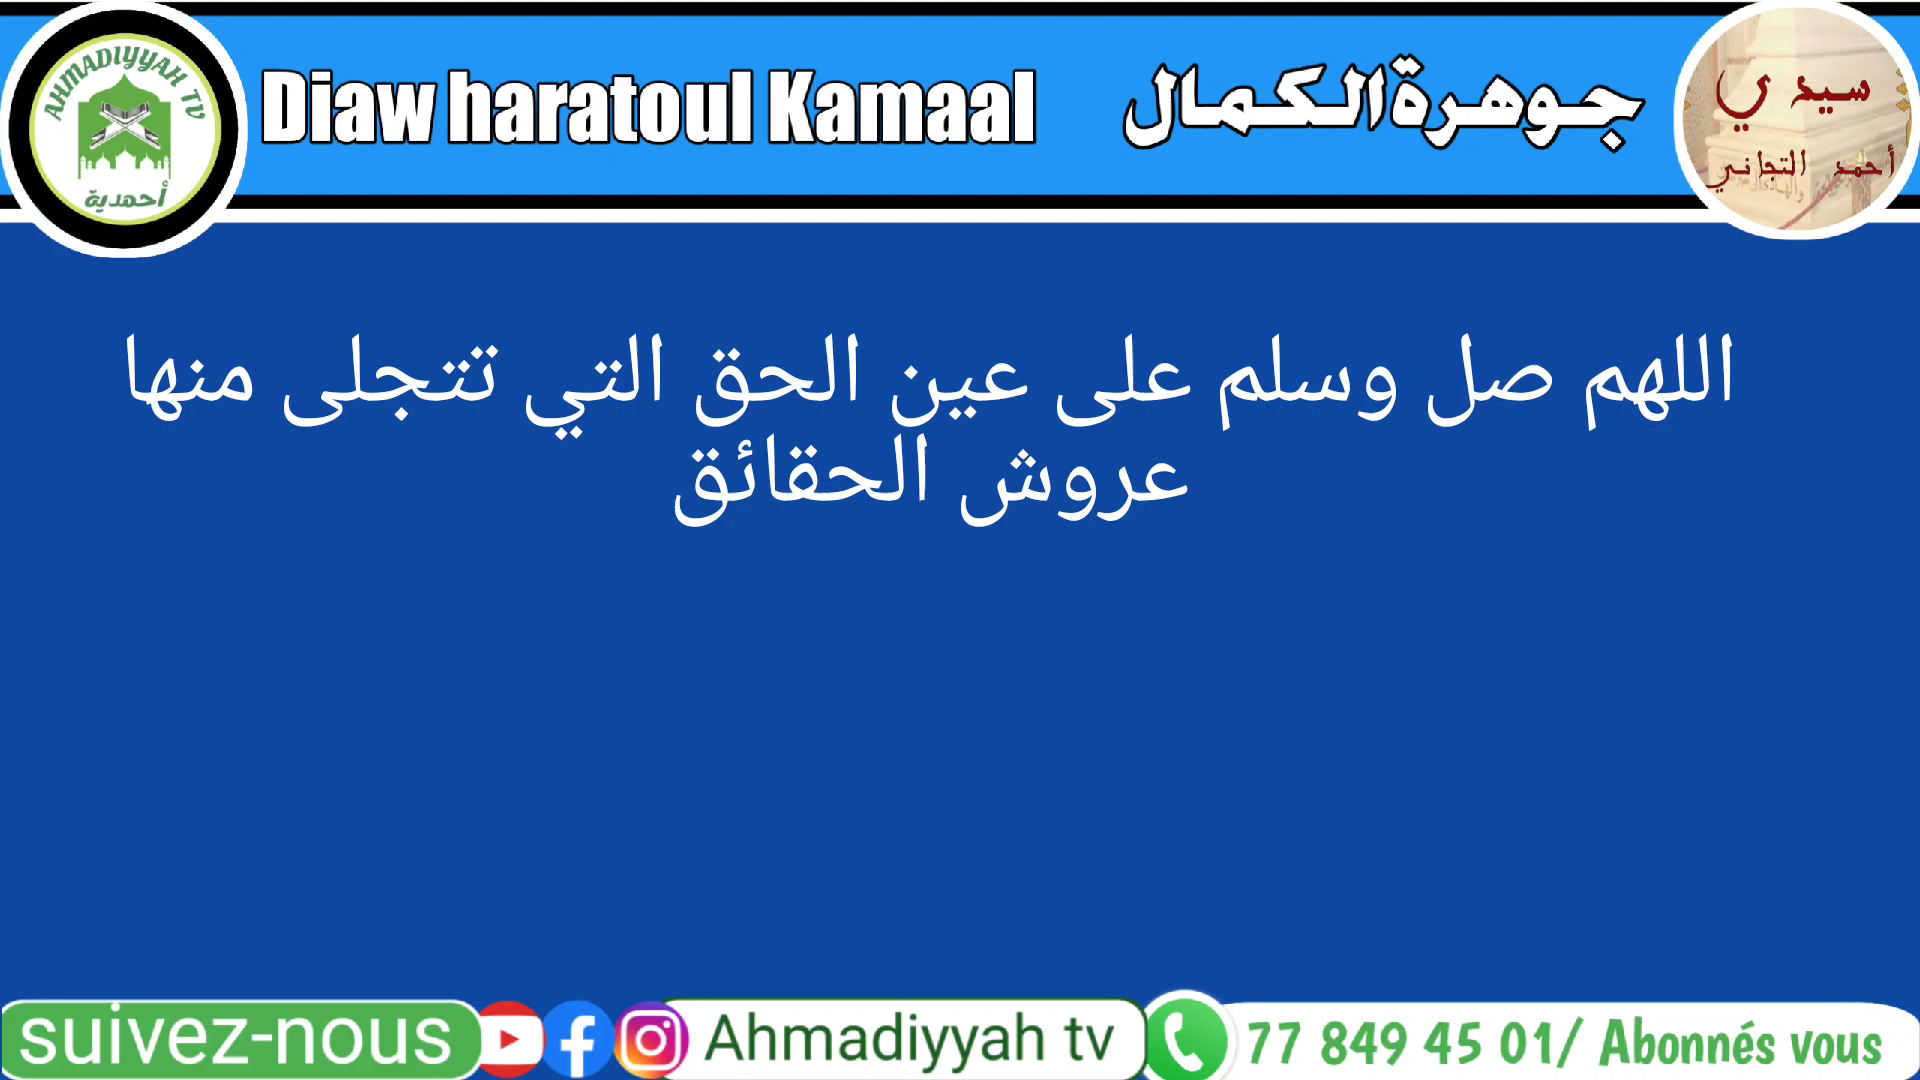 AHMADIYYAH TV
أحمدية
Diaw haratoul Kamaal
جوهرة الكمال
سيدي
أحمد التجاني
اللهم صل وسلم على عين الحق التي تتجلى منها
عروش الحقائق
suivez-nous
Ahmadiyyah tv
77 849 45 01/ Abonnés vous